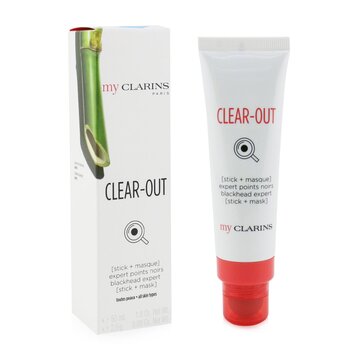 my CLARINS
PARIS
CLEAR-OUT
[stick + masque]
expert points noirs
blackhead expert
[stick + mask]
toutes peaux • all skin types
CLEAR-OUT
[stick + masque]
expert points noirs
blackhead expert
[stick + mask]
my CLARINS